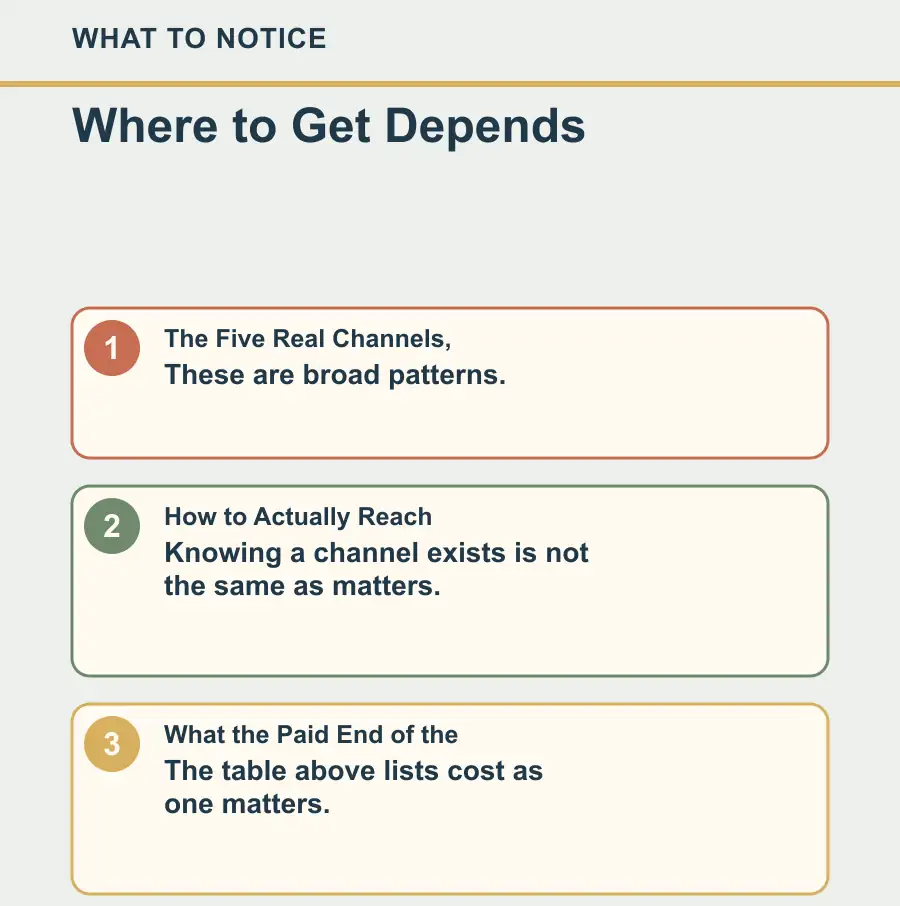 WHAT TO NOTICE
Where to Get Depends
1
The Five Real Channels,
These are broad patterns.
2
How to Actually Reach
Knowing a channel exists is not
the same as matters.
3
What the Paid End of the
The table above lists cost as
one matters.